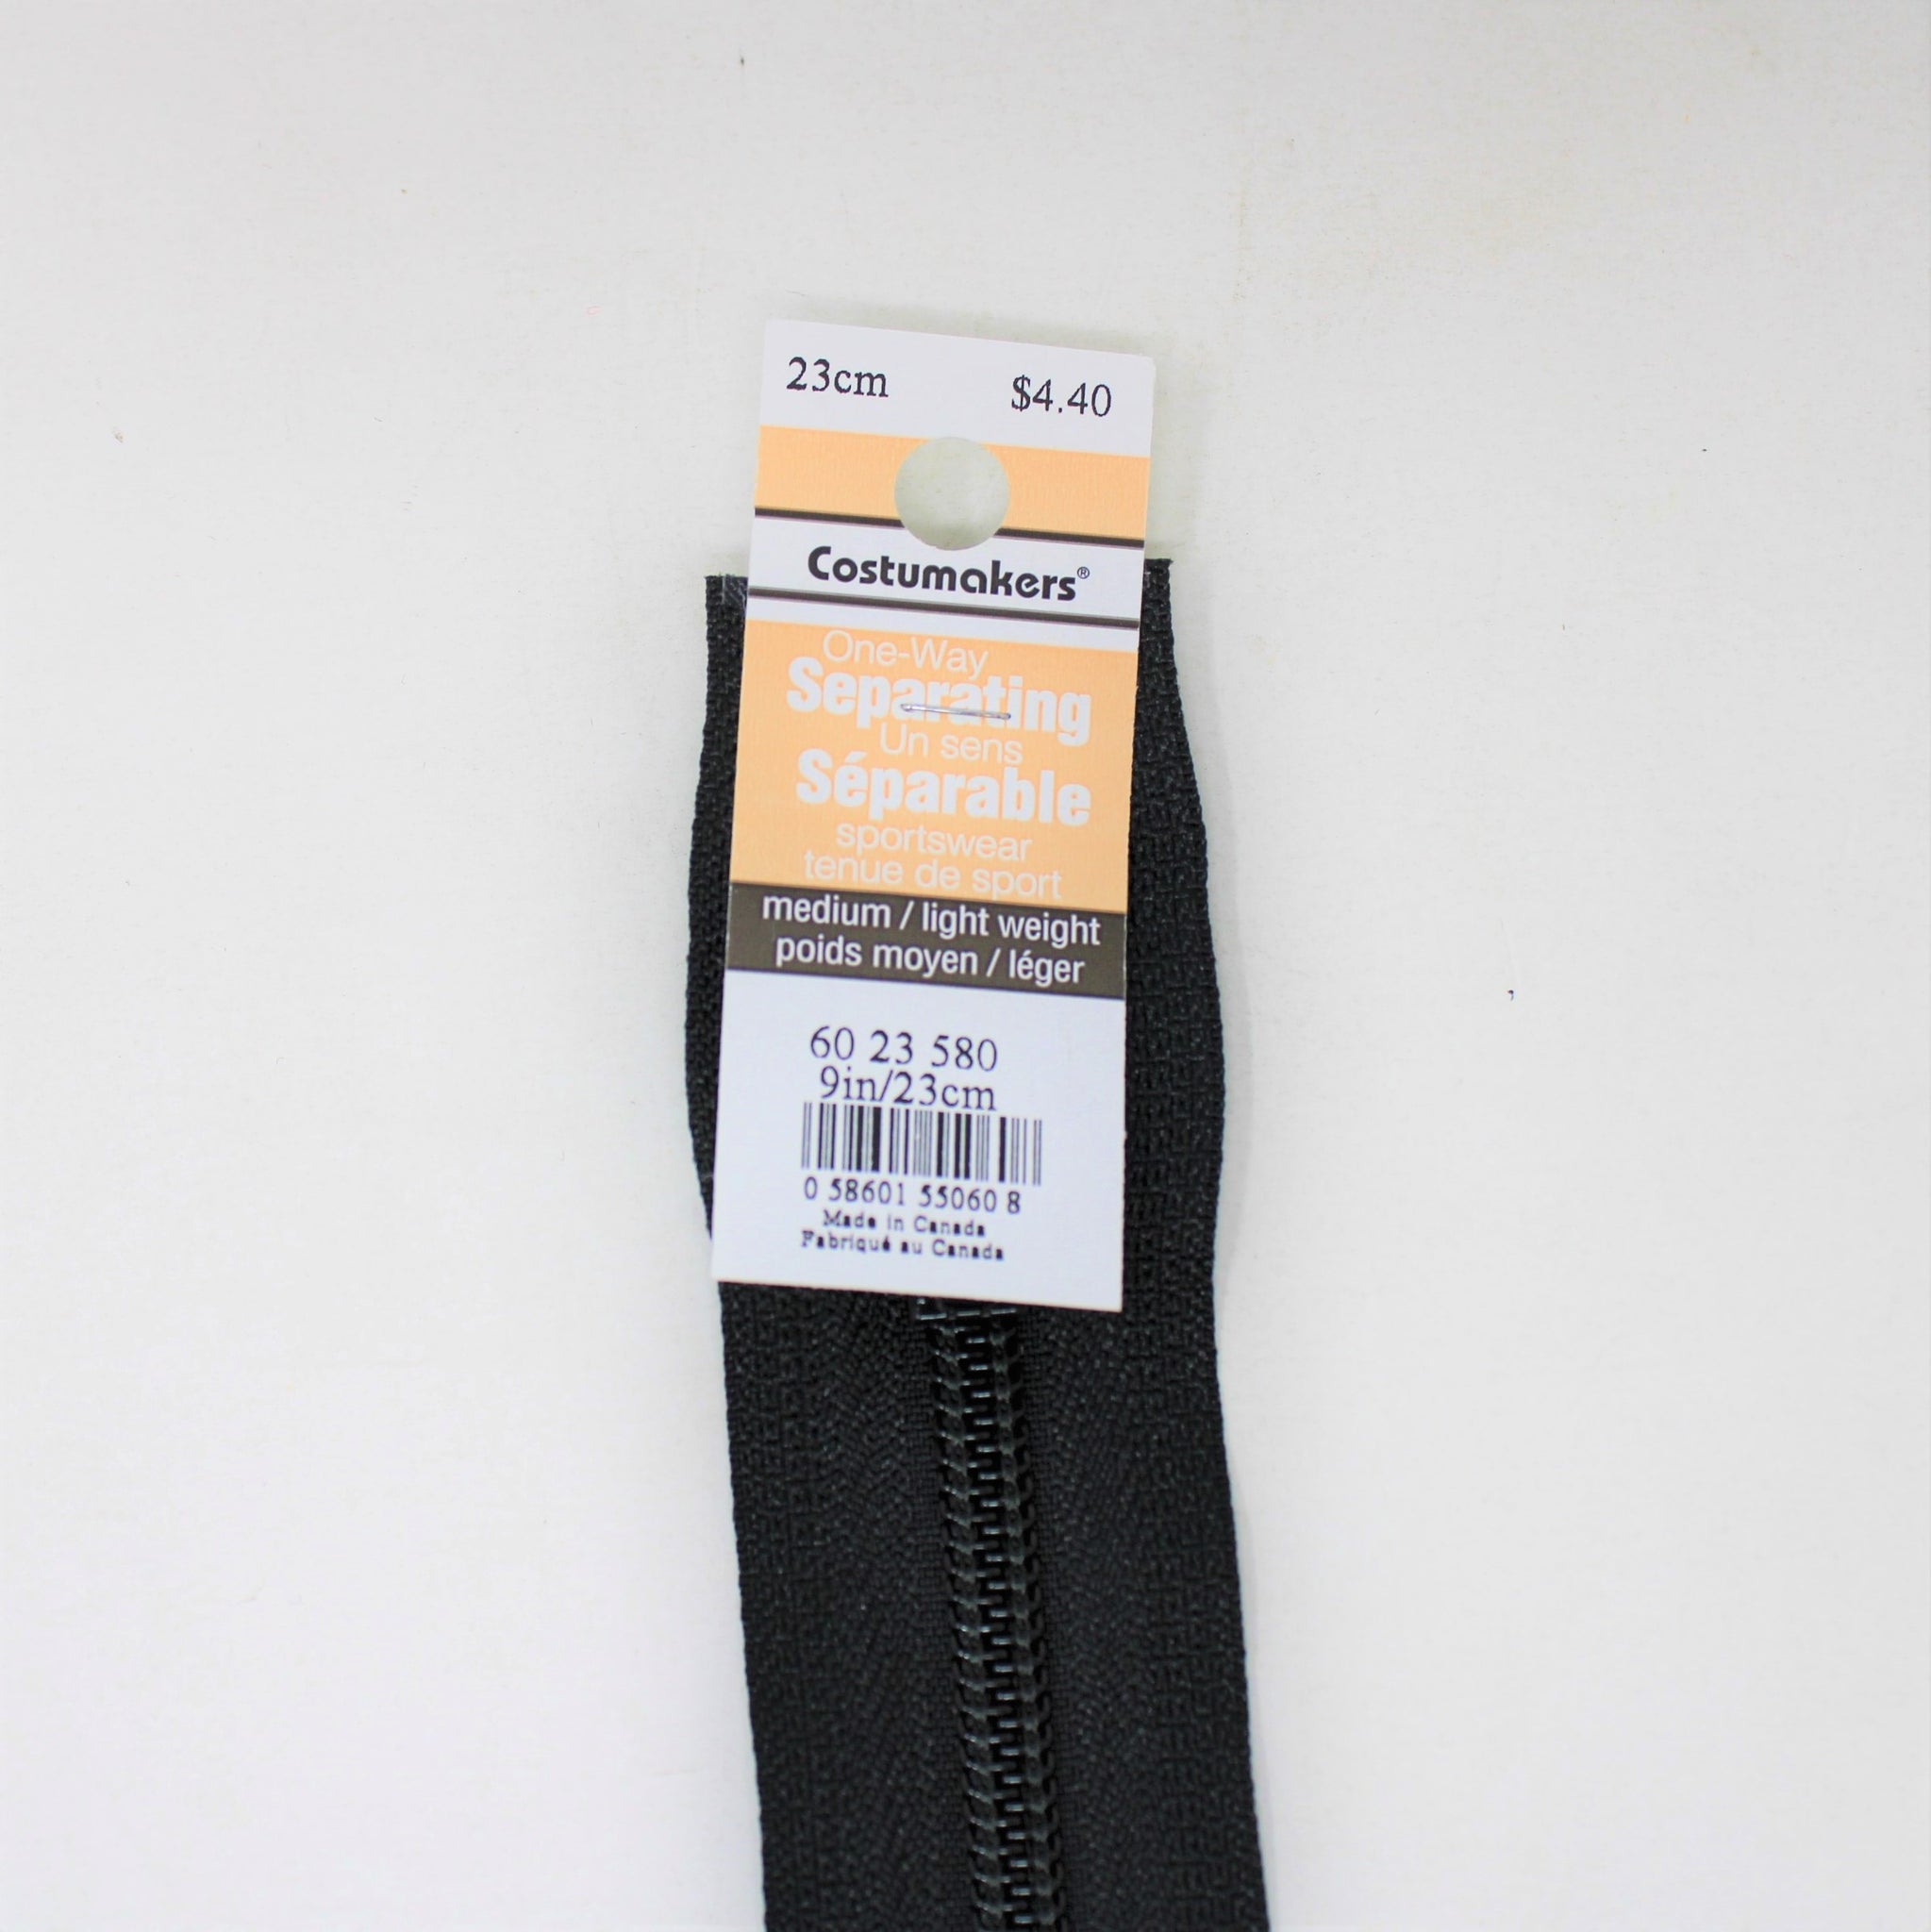 23cm $4.40
Costumakers®
One-Way
Separating
Un sens
Séparable
sportswear
tenue de sport
medium / light weight
poids moyen / léger
60 23 580
9in/23cm
0 58601 55060 8
Made in Canada
Fabriqué au Canada